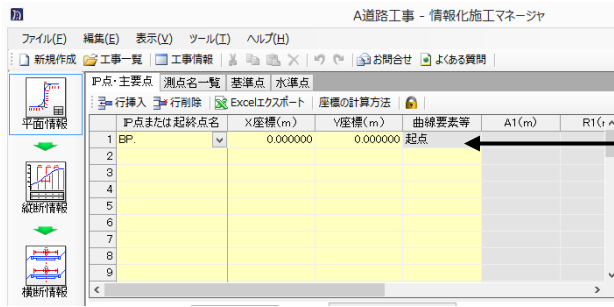 A道路工事 - 情報化施工マネージャ
ファイル(F) 編集(E) 表示(V) ツール(T) ヘルプ(H)
新規作成 工事一覧 工事情報 お問合せ よくある質問
IP点・主要点 測点名一覧 基準点 水準点
行挿入 行削除 Excelエクスポート 座標の計算方法
平面情報
縦断情報
横断情報
IP点または起終点名 X座標(m) Y座標(m) 曲線要素等 A1(m) R1(
1 BP. 0.000000 0.000000 起点
2
3
4
5
6
7
8
9